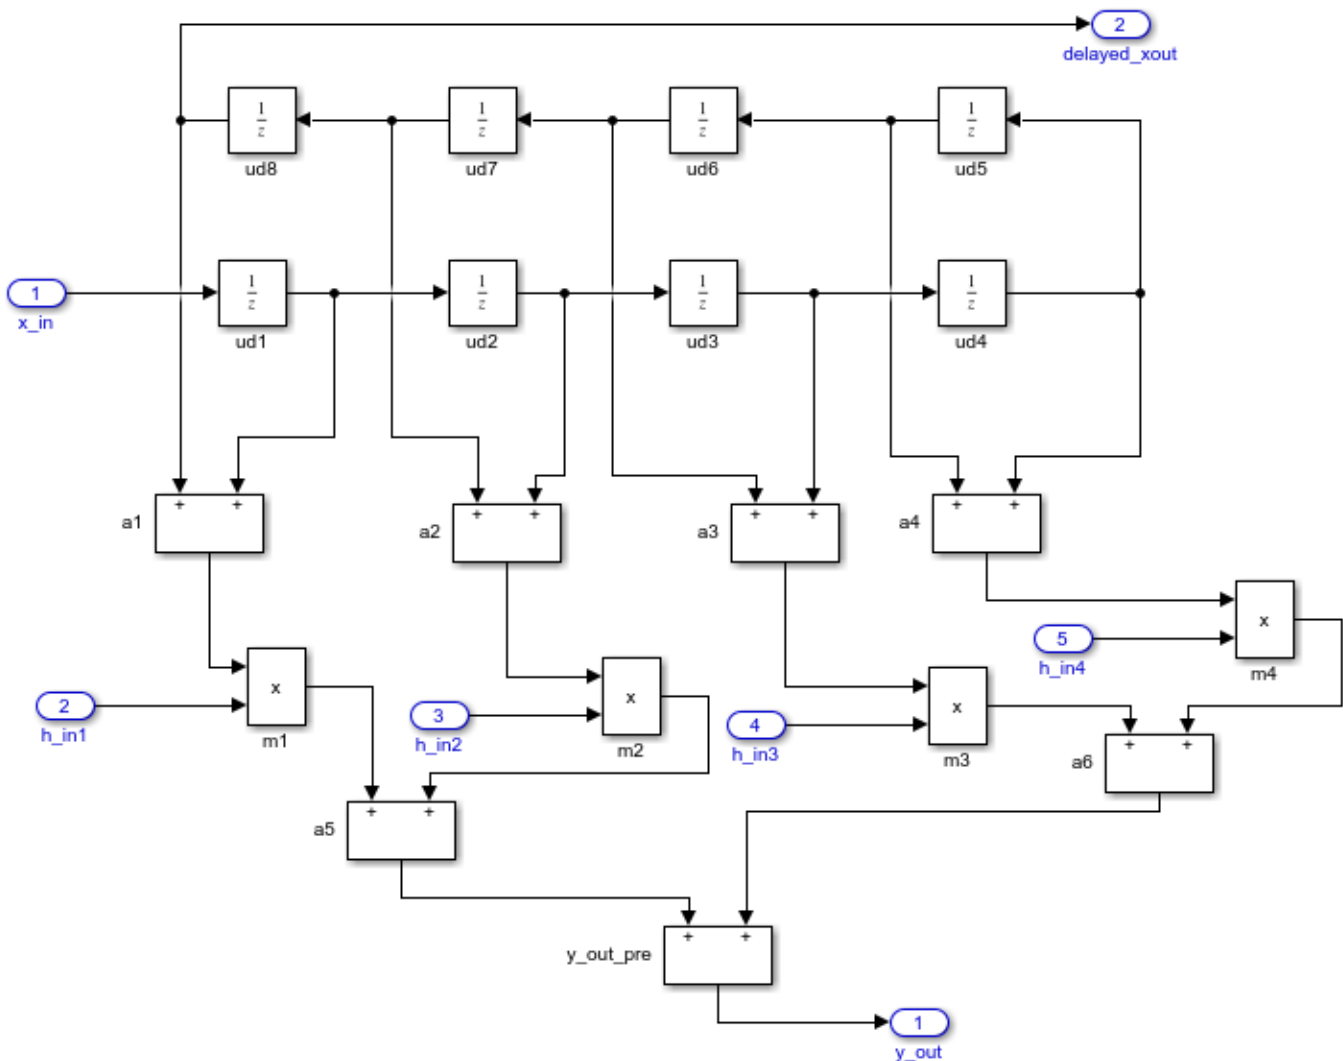 2
delayed_xout
1
z
1
z
1
z
1
z
ud8
ud7
ud6
ud5
1
x_in
1
z
1
z
1
z
1
z
ud1
ud2
ud3
ud4
+ +
a1
+ +
a2
+ +
a3
+ +
a4
x
m4
5
h_in4
x
m1
2
h_in1
x
m2
3
h_in2
x
m3
4
h_in3
+ +
a6
+ +
a5
+ +
y_out_pre
1
y_out